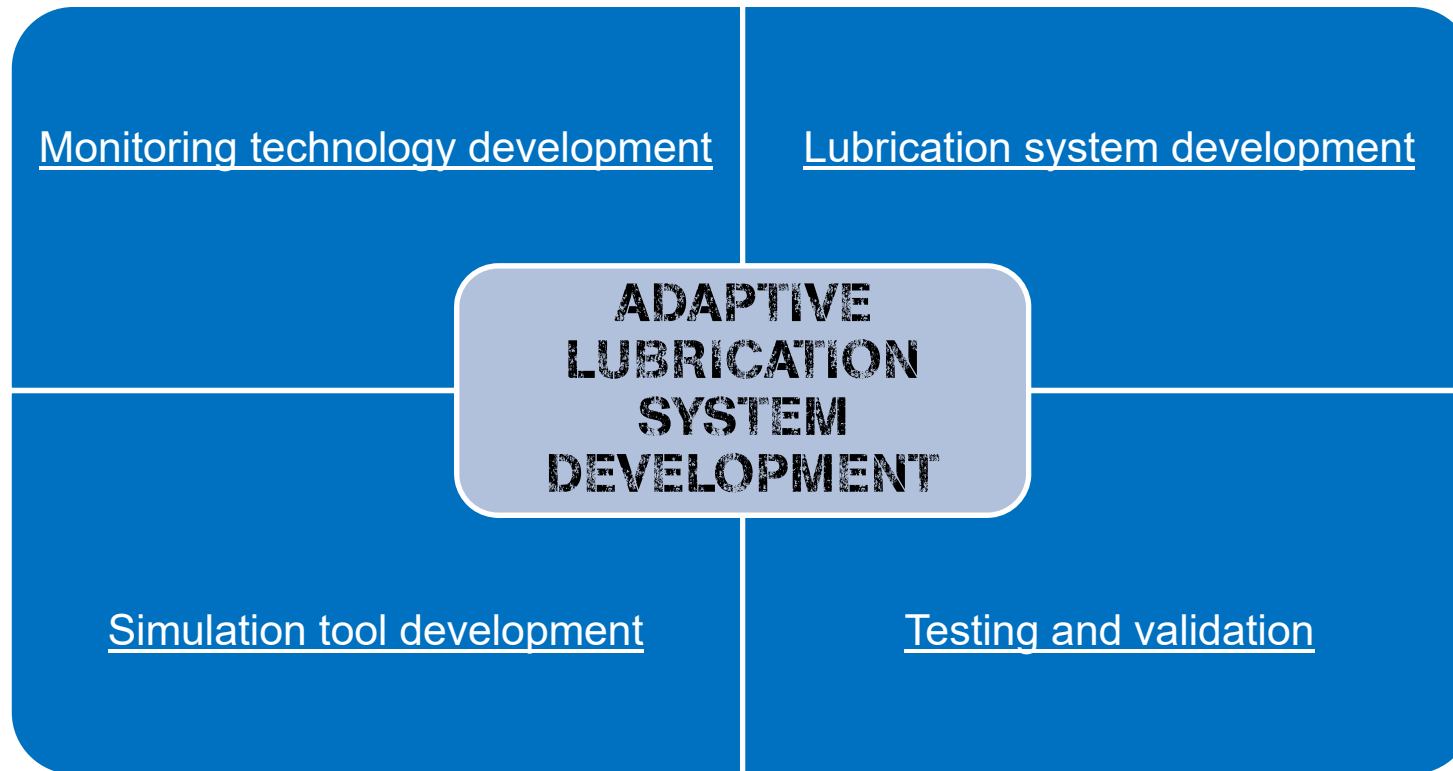 Monitoring technology development
Lubrication system development
ADAPTIVE
LUBRICATION
SYSTEM
DEVELOPMENT
Simulation tool development
Testing and validation